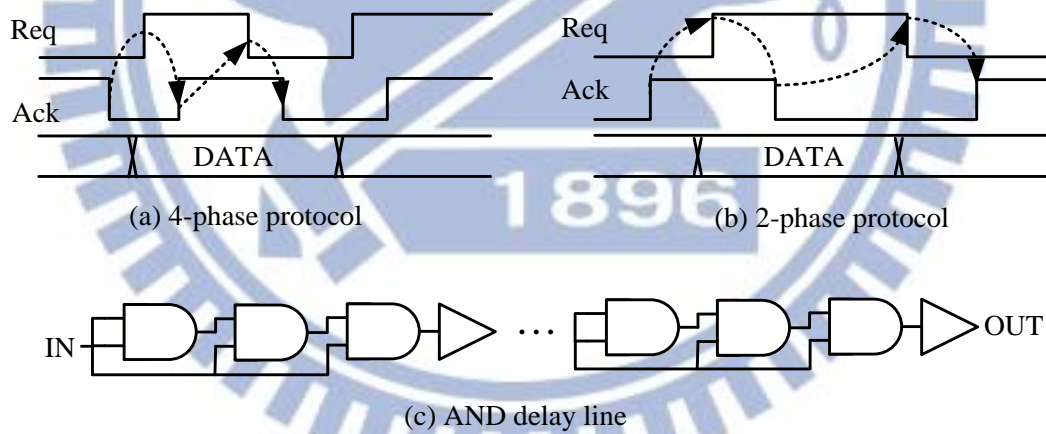 Req
Ack
DATA
(a) 4-phase protocol
Req
Ack
DATA
(b) 2-phase protocol
1896
IN
...
OUT
(c) AND delay line